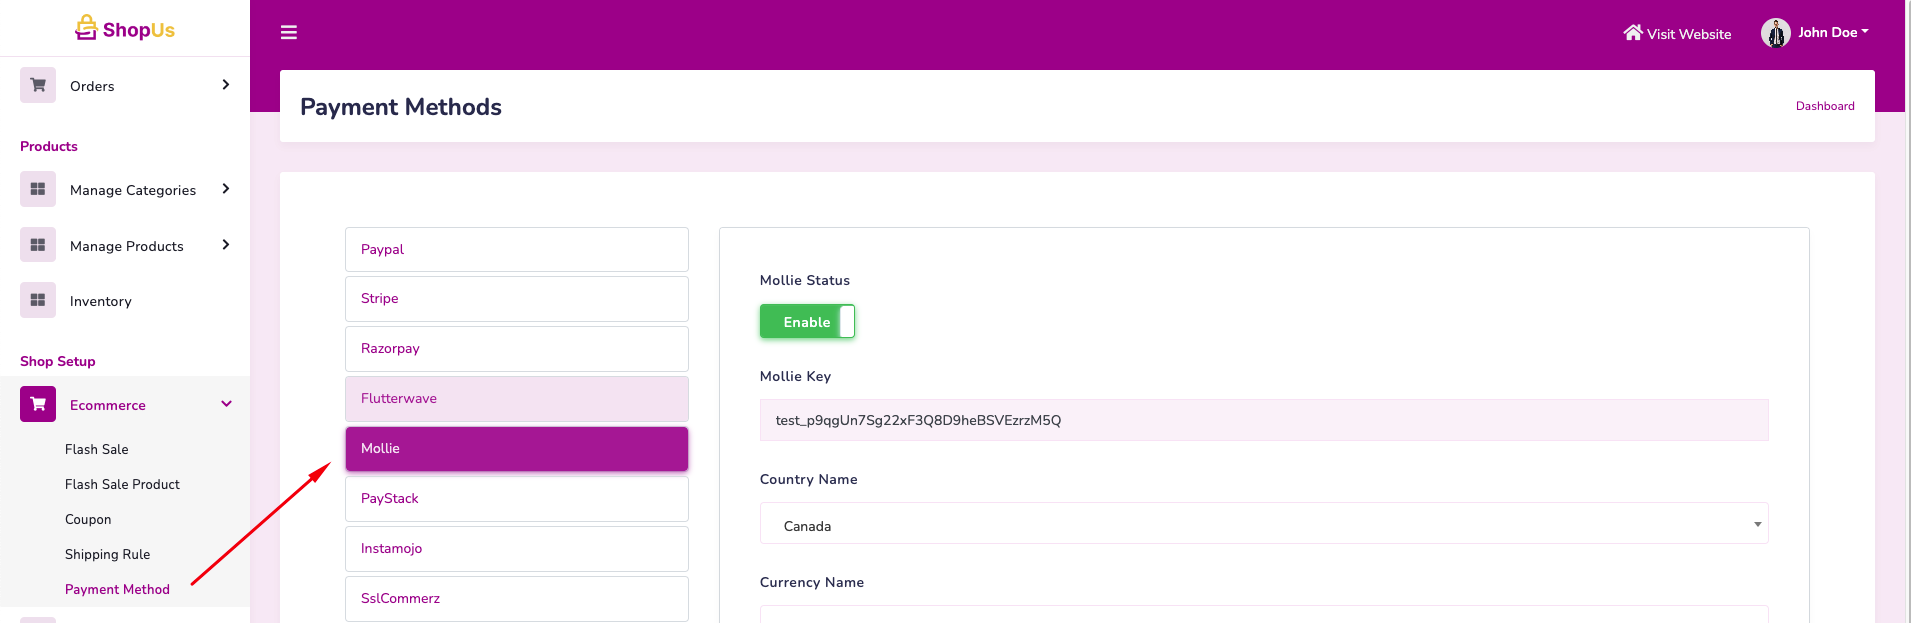 ShopUs
Visit Website
John Doe
Orders
Products
Manage Categories
Manage Products
Inventory
Shop Setup
Ecommerce
Flash Sale
Flash Sale Product
Coupon
Shipping Rule
Payment Method
Payment Methods
Dashboard
Paypal
Stripe
Razorpay
Flutterwave
Mollie
PayStack
Instamojo
SslCommerz
Mollie Status
Enable
Mollie Key
test_p9qgUn7Sg22xF3Q8D9heBSVEzrzM5Q
Country Name
Canada
Currency Name